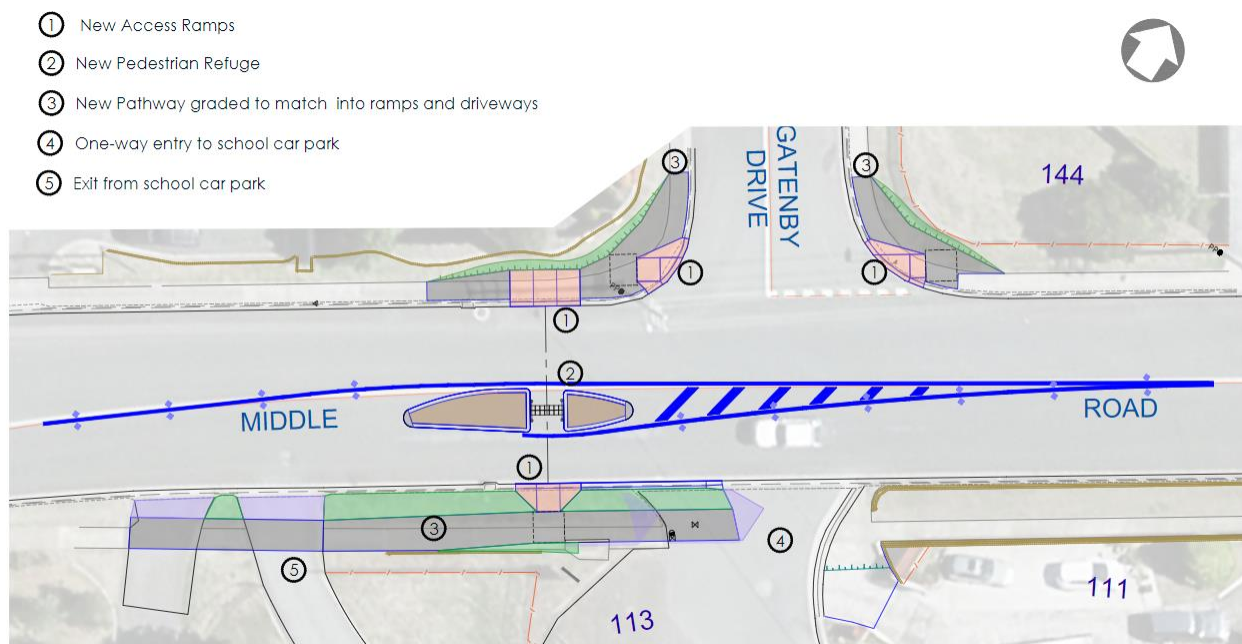 1 New Access Ramps
2 New Pedestrian Refuge
3 New Pathway graded to match into ramps and driveways
4 One-way entry to school car park
5 Exit from school car park
GATENBY
DRIVE
3
3
144
1
1
PP
PP
1
2
MIDDLE
ROAD
1
3
4
5
113
111